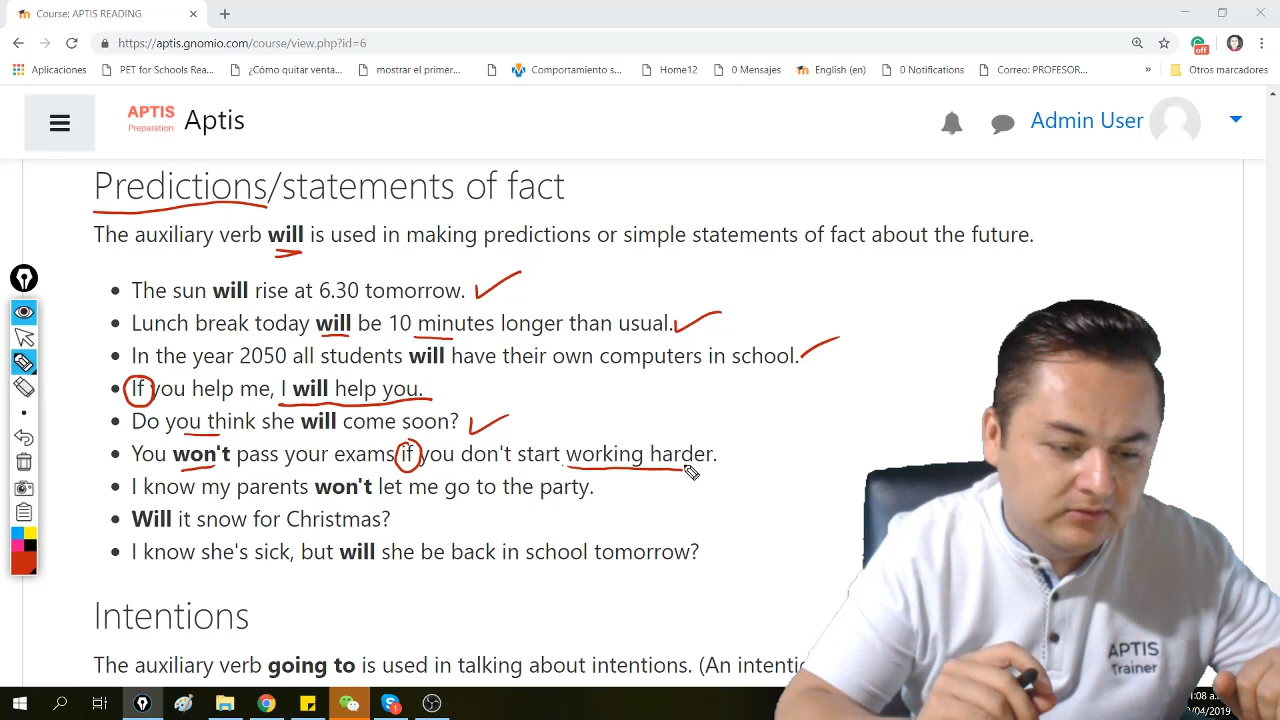 Course: APTIS READING
https://aptis.gnomio.com/course/view.php?id=6
off
Aplicaciones PET for Schools Rea... ¿Cómo quitar venta... mostrar el primer... Comportamiento s... Home12 0 Mensajes English (en) 0 Notifications Correo: PROFESOR... » Otros marcadores
APTIS
Preparation
Aptis
Admin User
Predictions/statements of fact
The auxiliary verb will is used in making predictions or simple statements of fact about the future.
The sun will rise at 6.30 tomorrow.
Lunch break today will be 10 minutes longer than usual.
In the year 2050 all students will have their own computers in school.
If you help me, I will help you.
Do you think she will come soon?
You won't pass your exams if you don't start working harder.
I know my parents won't let me go to the party.
Will it snow for Christmas?
I know she's sick, but will she be back in school tomorrow?
Intentions
The auxiliary verb going to is used in talking about intentions. (An
APTIS
Trainer
1:08 a.
/04/2019